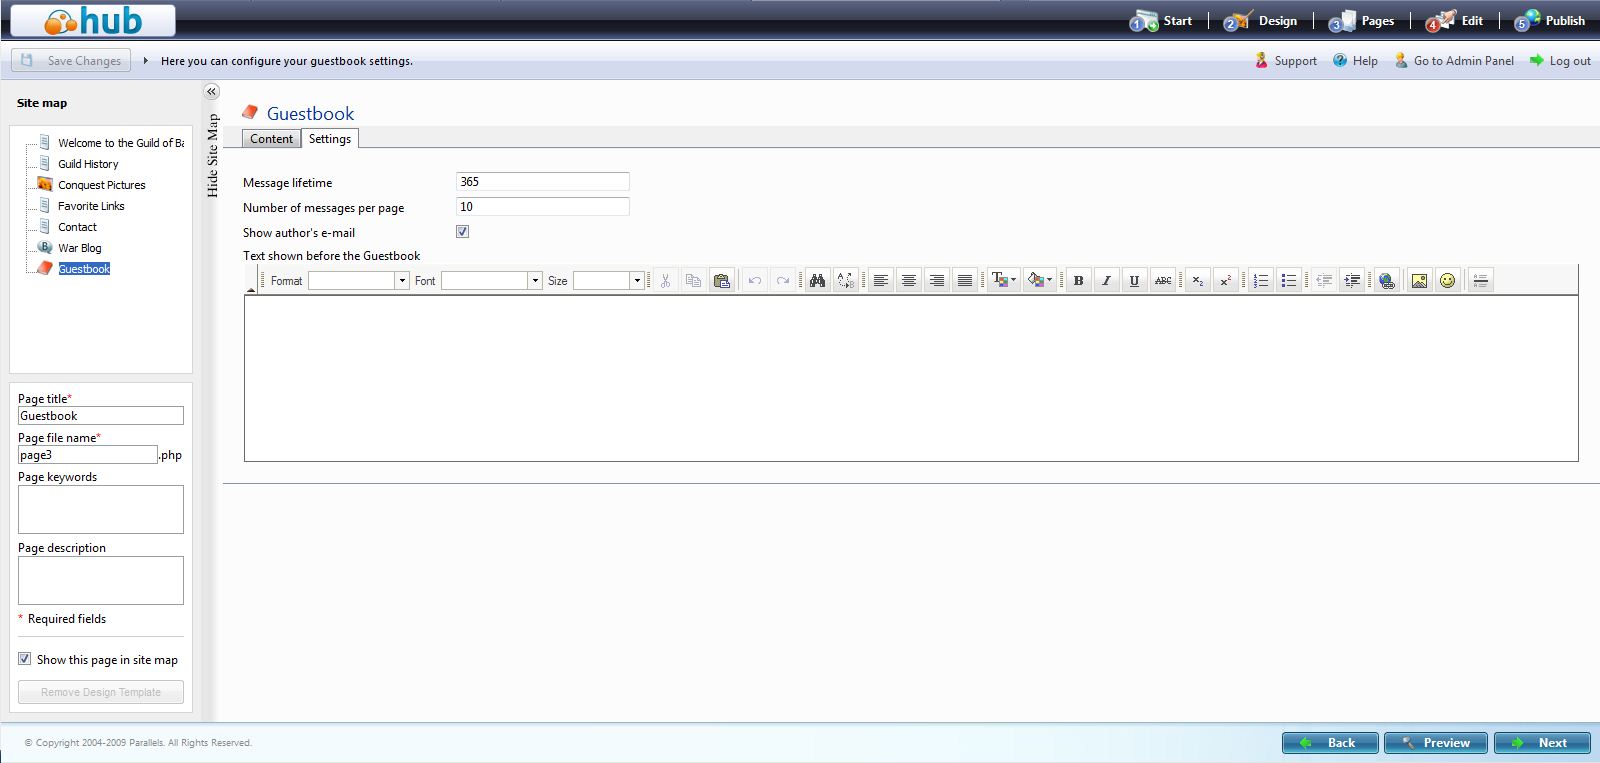 hub
1 Start
2 Design
3 Pages
4 Edit
5 Publish
Save Changes
Here you can configure your guestbook settings.
Support
Help
Go to Admin Panel
Log out
Site map
Welcome to the Guild of Ba
Guild History
Conquest Pictures
Favorite Links
Contact
War Blog
Guestbook
Hide Site Map
Guestbook
Content
Settings
Message lifetime 365
Number of messages per page 10
Show author's e-mail
Text shown before the Guestbook
Format Font Size T B I U ABC x₂ x²
Page title*
Guestbook
Page file name*
page3 .php
Page keywords
Page description
* Required fields
Show this page in site map
Remove Design Template
© Copyright 2004-2009 Parallels. All Rights Reserved.
Back
Preview
Next